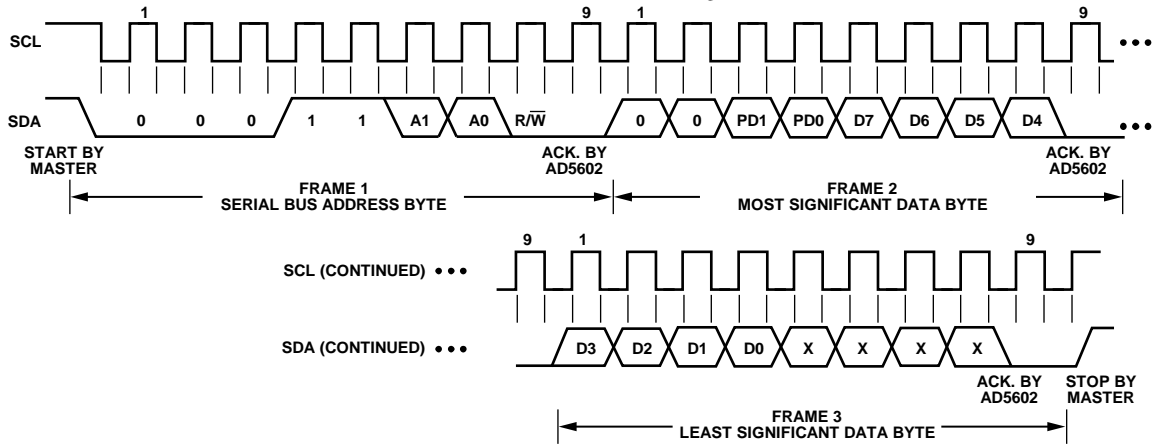 1 9 1 9
SCL •••
SDA 0 0 0 1 1 A1 A0 R/W̅ 0 0 PD1 PD0 D7 D6 D5 D4 •••
START BY MASTER
ACK. BY AD5602
ACK. BY AD5602
FRAME 1
SERIAL BUS ADDRESS BYTE
FRAME 2
MOST SIGNIFICANT DATA BYTE
9 1 9
SCL (CONTINUED) •••
SDA (CONTINUED) ••• D3 D2 D1 D0 X X X X
ACK. BY AD5602
STOP BY MASTER
FRAME 3
LEAST SIGNIFICANT DATA BYTE